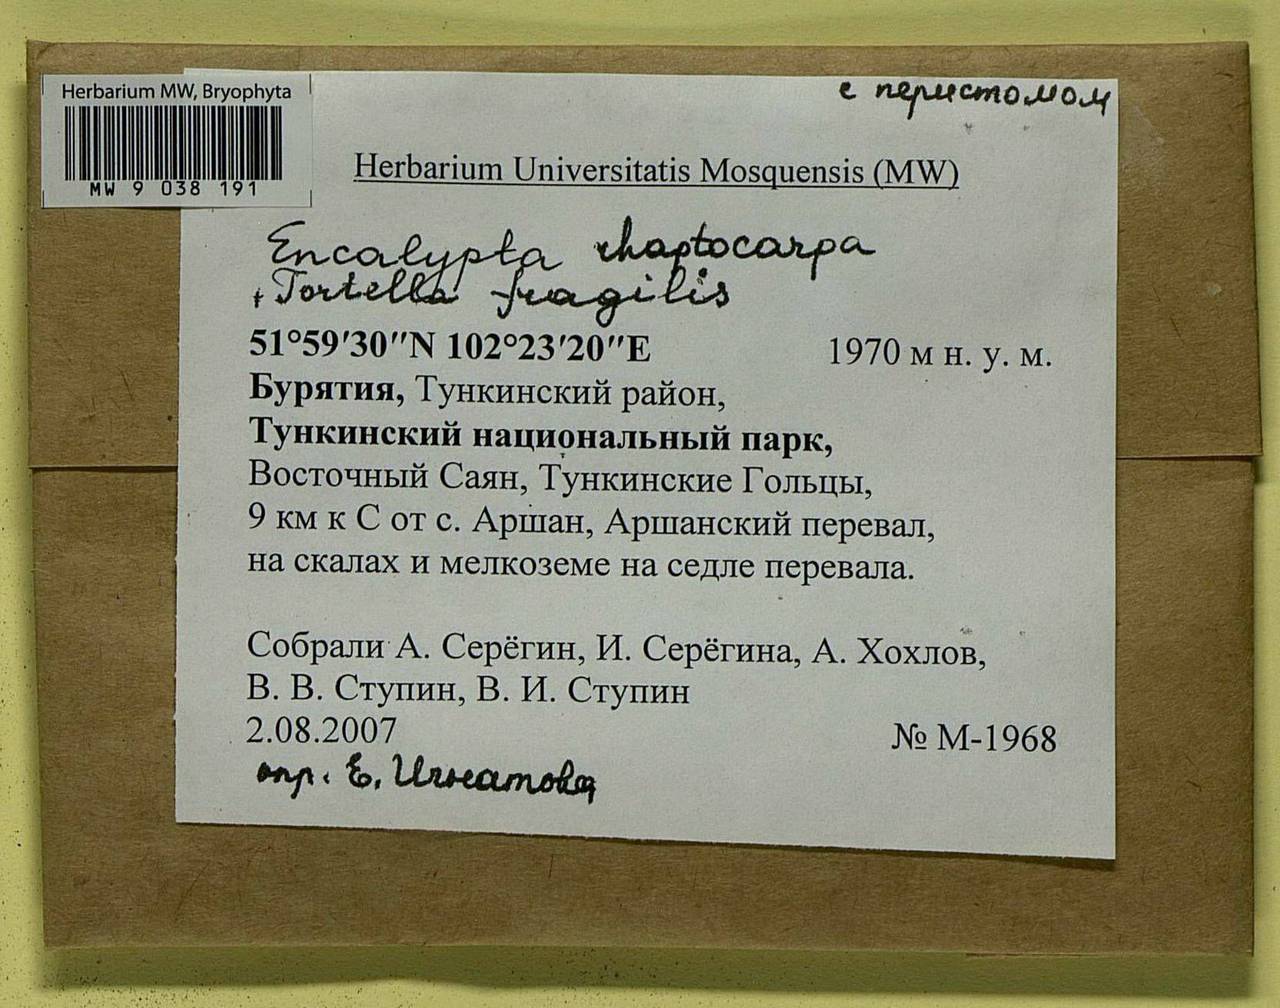 Herbarium MW, Bryophyta
MW 9 038 191
с перистомом
Herbarium Universitatis Mosquensis (MW)
Encalypta rhaptocarpa
+ Tortella fragilis
51°59′30″N 102°23′20″E 1970 м н. у. м.
Бурятия, Тункинский район,
Тункинский национальный парк,
Восточный Саян, Тункинские Гольцы,
9 км к С от с. Аршан, Аршанский перевал,
на скалах и мелкоземе на седле перевала.
Собрали А. Серёгин, И. Серёгина, А. Хохлов,
В. В. Ступин, В. И. Ступин
2.08.2007 № М-1968
опр. Е. Игнатова